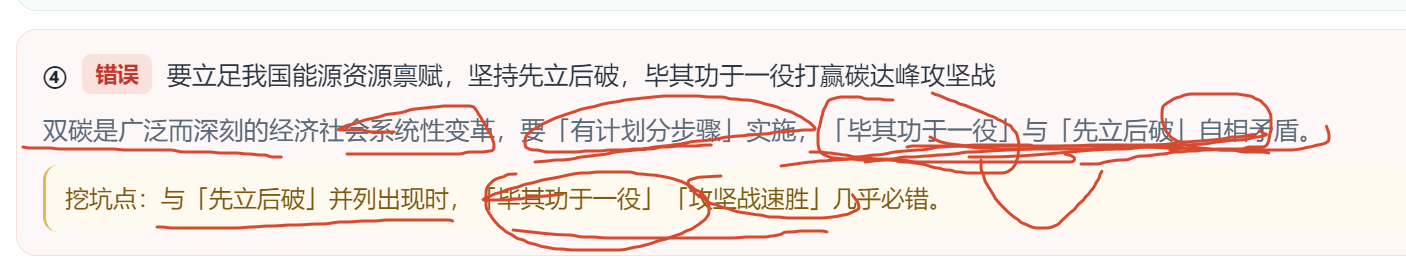 ④ 错误 要立足我国能源资源禀赋，坚持先立后破，毕其功于一役打赢碳达峰攻坚战
双碳是广泛而深刻的经济社会系统性变革，要「有计划分步骤」实施，「毕其功于一役」与「先立后破」自相矛盾。
挖坑点：与「先立后破」并列出现时，「毕其功于一役」「攻坚战速胜」几乎必错。